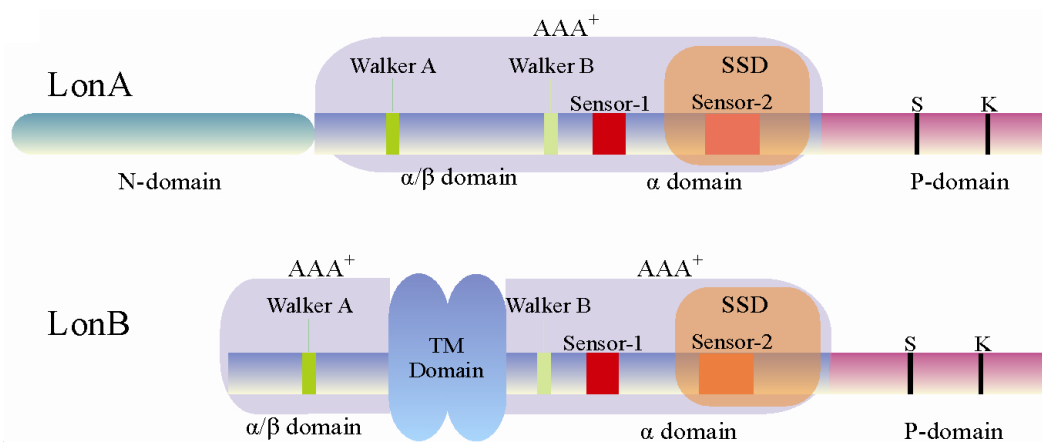 AAA+
Walker A Walker B SSD
LonA Sensor-1 Sensor-2 S K
N-domain α/β domain α domain P-domain
AAA+ AAA+
Walker A Walker B SSD
LonB TM Domain Sensor-1 Sensor-2 S K
α/β domain α domain P-domain